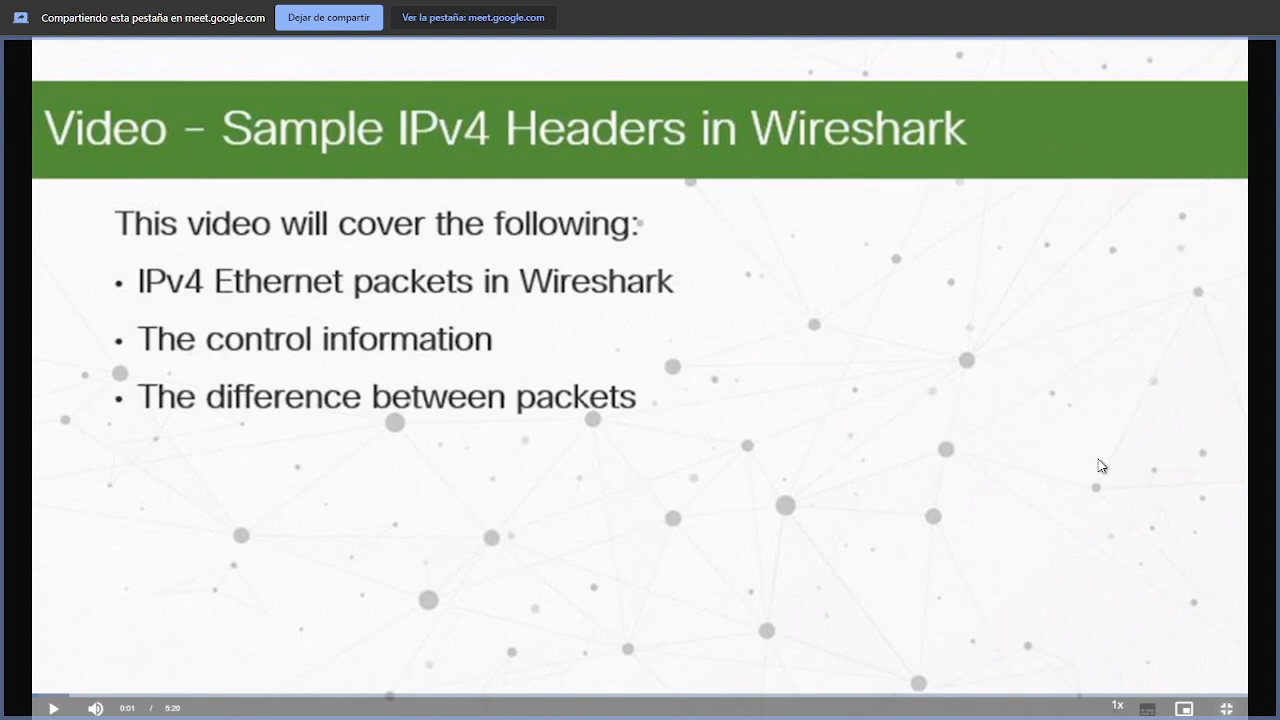 Compartiendo esta pestaña en meet.google.com Dejar de compartir Ver la pestaña: meet.google.com
Video - Sample IPv4 Headers in Wireshark
This video will cover the following:
• IPv4 Ethernet packets in Wireshark
• The control information
• The difference between packets
0:01 / 5:20 1x